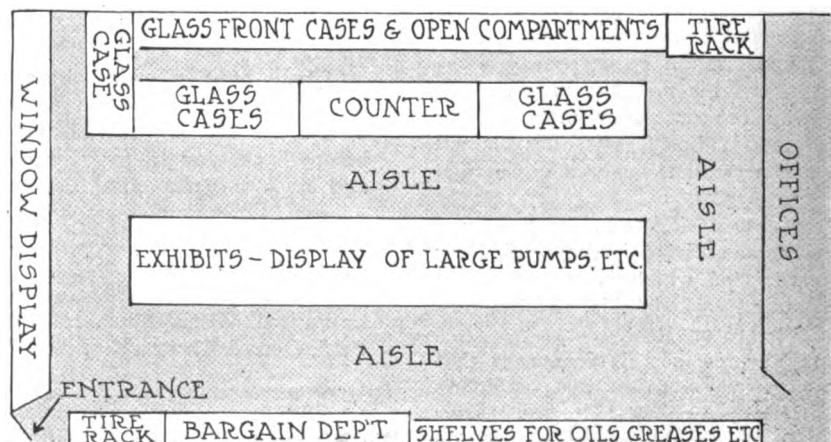 GLASS FRONT CASES & OPEN COMPARTMENTS
TIRE
RACK
GLASS
CASE
GLASS
CASES
COUNTER
GLASS
CASES
WINDOW DISPLAY
AISLE
AISLE
OFFICES
EXHIBITS - DISPLAY OF LARGE PUMPS, ETC.
AISLE
ENTRANCE
TIRE
RACK
BARGAIN DEP'T
SHELVES FOR OILS GREASES ETC